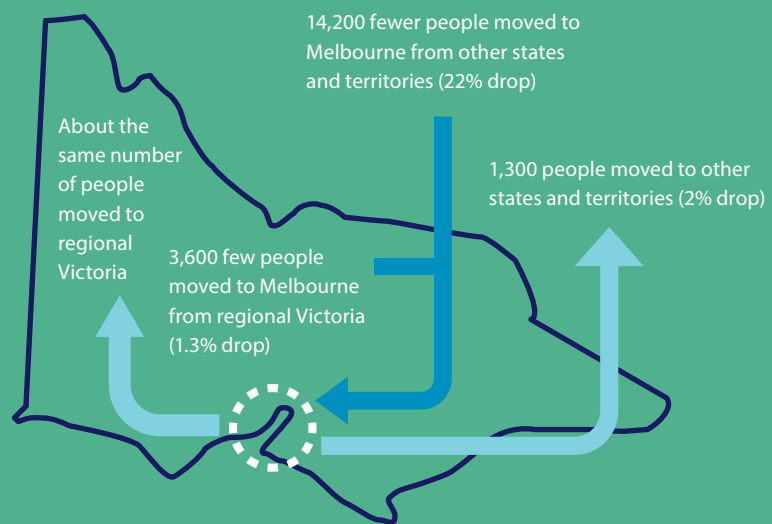 14,200 fewer people moved to
Melbourne from other states
and territories (22% drop)
About the
same number
of people
moved to
regional
Victoria
1,300 people moved to other
states and territories (2% drop)
3,600 few people
moved to Melbourne
from regional Victoria
(1.3% drop)